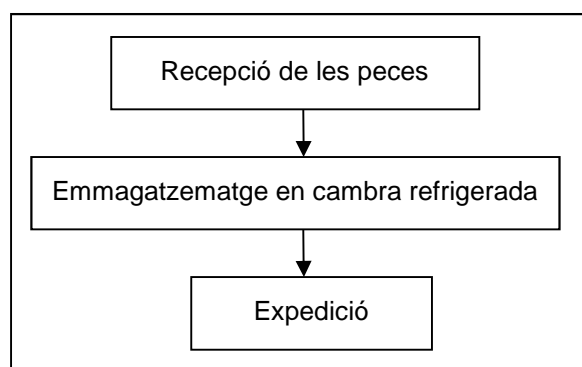 Recepció de les peces
Emmagatzematge en cambra refrigerada
Expedició